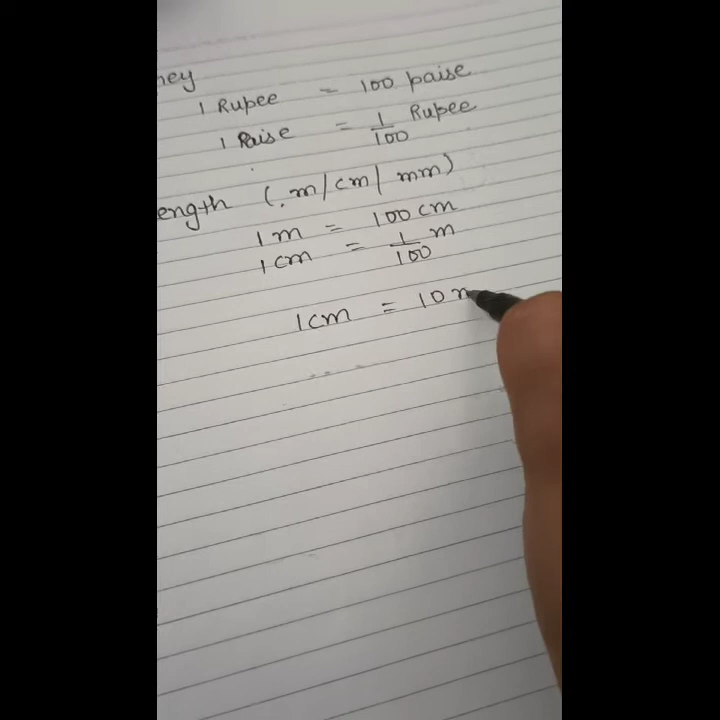 ney
1 Rupee = 100 paise
1 Paise = 1/100 Rupee
ength (.m/cm/ mm)
1 m = 100 cm
1 cm = 1/100 m
1 cm = 10 m